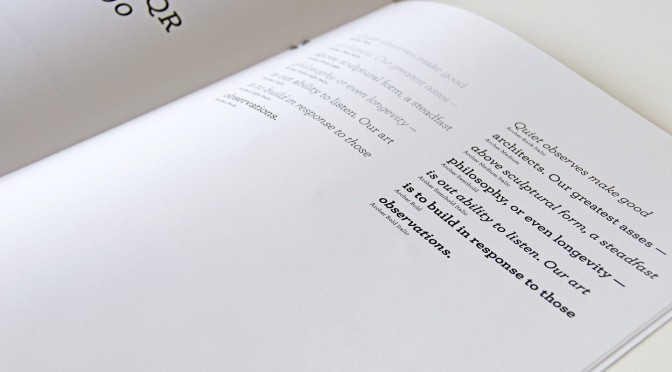 QR
go
Quiet observes make good
architects. Our greatest asses —
above sculptural form, a steadfast
philosophy, or even longevity —
is out ability to listen. Our art
is to build in response to those
observations.
Quiet observes make good
Archer Book Italic
architects. Our greatest asses —
Archer Medium
above sculptural form, a steadfast
Archer Medium Italic
philosophy, or even longevity —
Archer Semibold
is out ability to listen. Our art
Archer Semibold Italic
is to build in response to those
Archer Bold
observations.
Archer Bold Italic